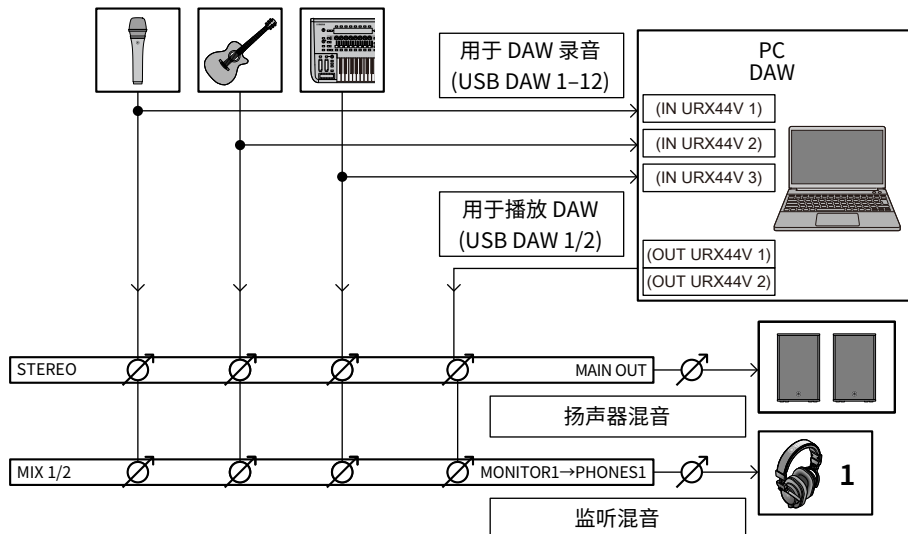 用于 DAW 录音
(USB DAW 1–12)
PC
DAW
(IN URX44V 1)
(IN URX44V 2)
(IN URX44V 3)
用于播放 DAW
(USB DAW 1/2)
(OUT URX44V 1)
(OUT URX44V 2)
STEREO
MAIN OUT
扬声器混音
MIX 1/2
MONITOR1→PHONES1
1
监听混音